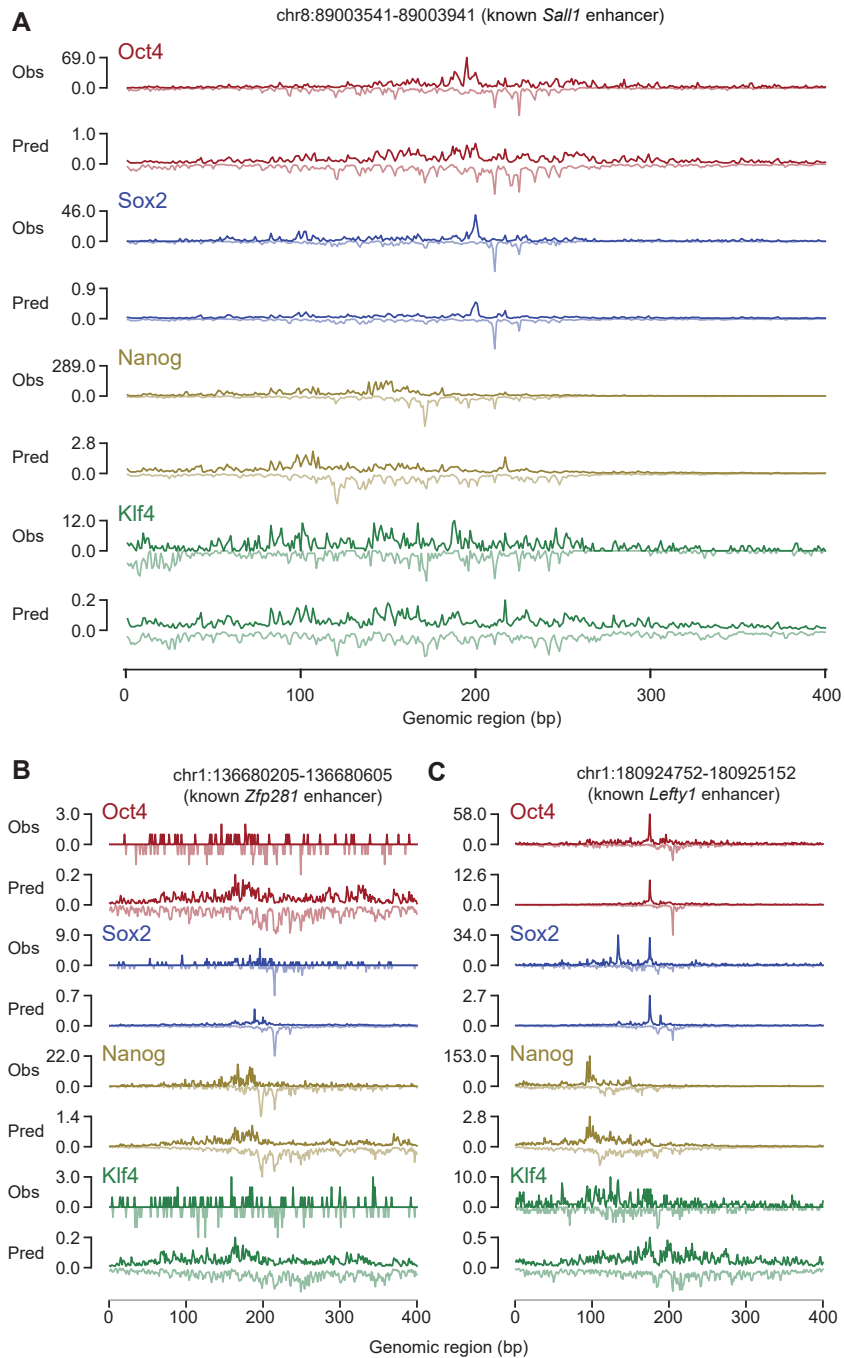 A
chr8:89003541-89003941 (known Sall1 enhancer)
Oct4
Obs
69.0
0.0
Pred
1.0
0.0
Sox2
Obs
46.0
0.0
Pred
0.9
0.0
Nanog
Obs
289.0
0.0
Pred
2.8
0.0
Klf4
Obs
12.0
0.0
Pred
0.2
0.0
0 100 200 300 400
Genomic region (bp)
B
chr1:136680205-136680605
(known Zfp281 enhancer)
Oct4
Obs
3.0
0.0
Pred
0.2
0.0
Sox2
Obs
9.0
0.0
Pred
0.7
0.0
Nanog
Obs
22.0
0.0
Pred
1.4
0.0
Klf4
Obs
3.0
0.0
Pred
0.2
0.0
0 100 200 300 400
C
chr1:180924752-180925152
(known Lefty1 enhancer)
Oct4
58.0
0.0
12.6
0.0
Sox2
34.0
0.0
2.7
0.0
Nanog
153.0
0.0
2.8
0.0
Klf4
10.0
0.0
0.5
0.0
0 100 200 300 400
Genomic region (bp)